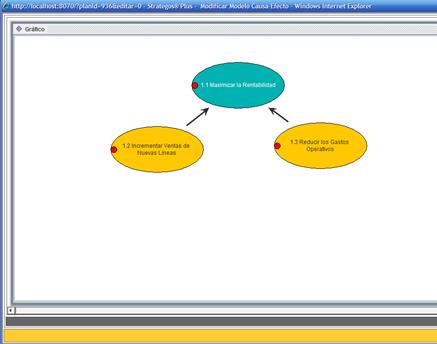 http://localhost:8070/?planId=936&editar=0 - Strategos® Plus - Modificar Modelo Causa-Efecto - Windows Internet Explorer
Gráfico
1.1 Maximizar la Rentabilidad
1.2 Incrementar Ventas de
Nuevas Lineas
1.3 Reducir los Gastos
Operativos